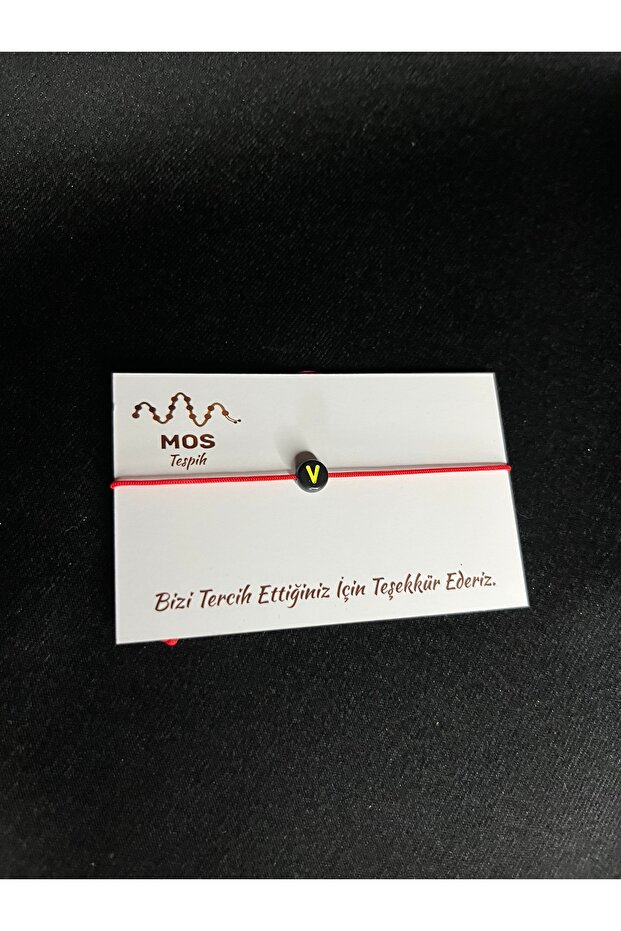 MOS
Tespih
V
Bizi Tercih Ettiğiniz İçin Teşekkür Ederiz.